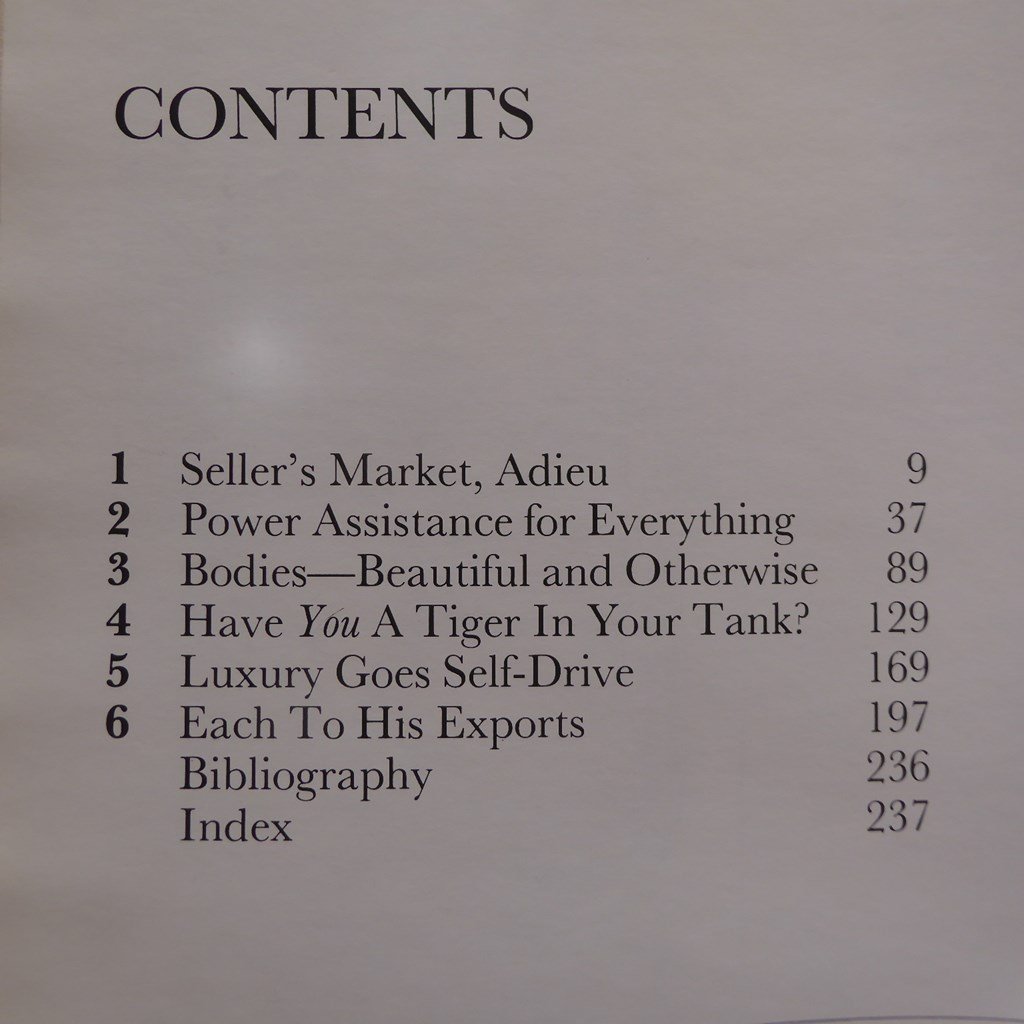 CONTENTS
1 Seller's Market, Adieu 9
2 Power Assistance for Everything 37
3 Bodies—Beautiful and Otherwise 89
4 Have You A Tiger In Your Tank? 129
5 Luxury Goes Self-Drive 169
6 Each To His Exports 197
Bibliography 236
Index 237